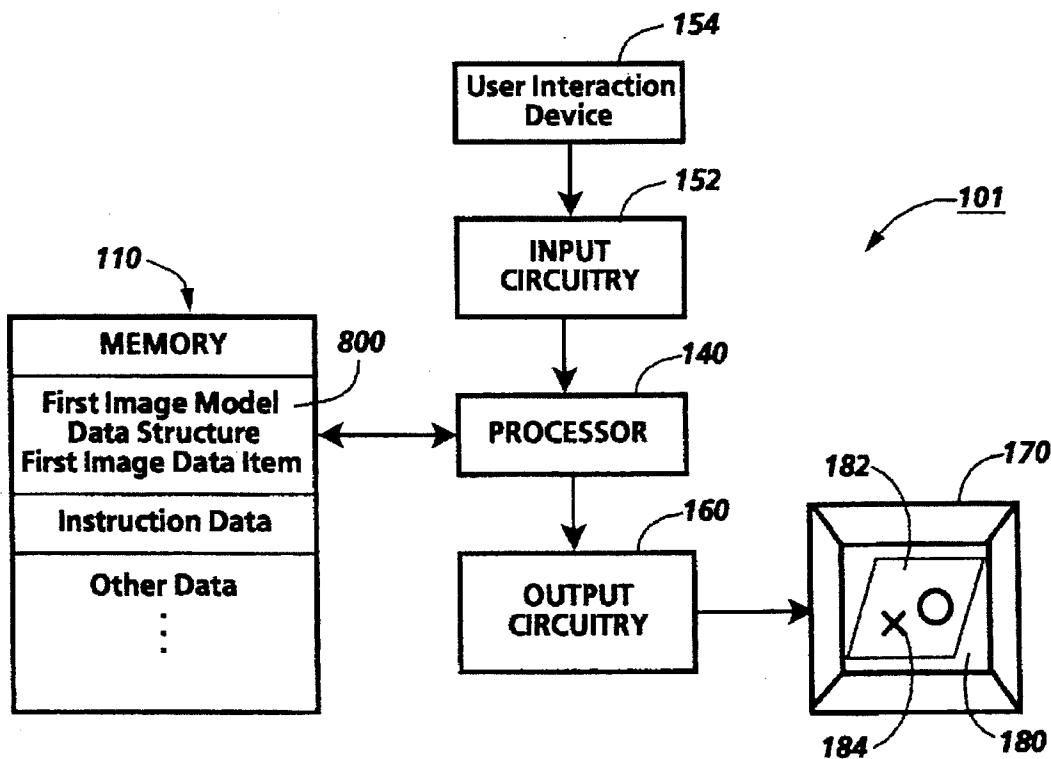 154
User Interaction
Device
152
INPUT
CIRCUITRY
101
110
MEMORY
800
First Image Model
Data Structure
First Image Data Item
Instruction Data
Other Data
140
PROCESSOR
160
OUTPUT
CIRCUITRY
182
170
184
180